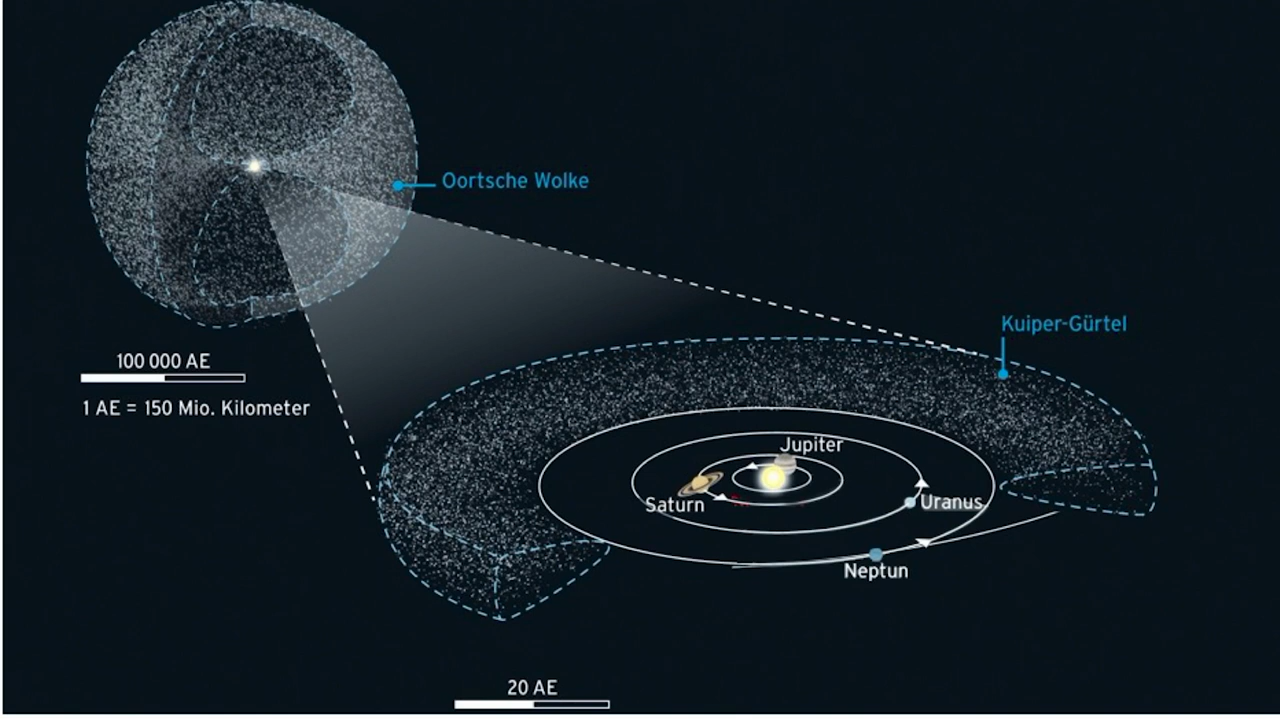 Oortsche Wolke
Kuiper-Gürtel
100 000 AE
1 AE = 150 Mio. Kilometer
Jupiter
Saturn
Uranus
Neptun
20 AE